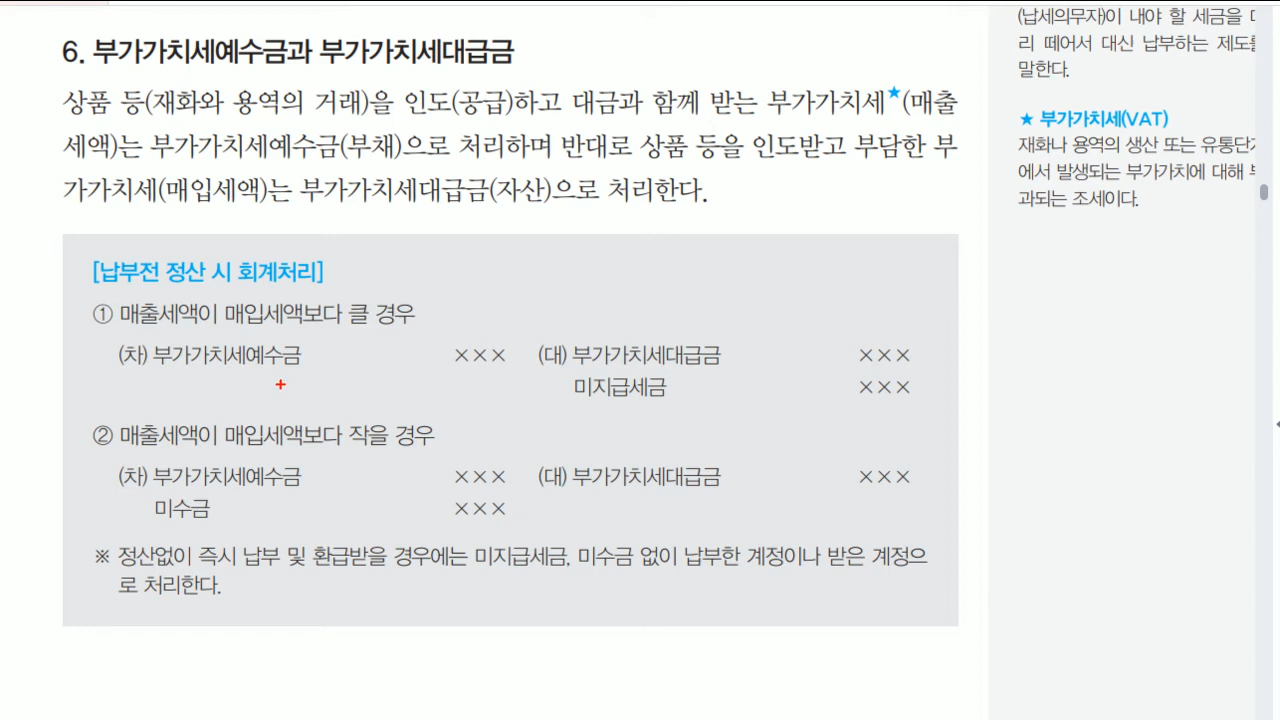 6. 부가가치세예수금과 부가가치세대급금
상품 등(재화와 용역의 거래)을 인도(공급)하고 대금과 함께 받는 부가가치세★(매출
세액)는 부가가치세예수금(부채)으로 처리하며 반대로 상품 등을 인도받고 부담한 부
가가치세(매입세액)는 부가가치세대급금(자산)으로 처리한다.
[납부전 정산 시 회계처리]
① 매출세액이 매입세액보다 클 경우
(차) 부가가치세예수금 ××× (대) 부가가치세대급금 ×××
미지급세금 ×××
② 매출세액이 매입세액보다 작을 경우
(차) 부가가치세예수금 ××× (대) 부가가치세대급금 ×××
미수금 ×××
※ 정산없이 즉시 납부 및 환급받을 경우에는 미지급세금, 미수금 없이 납부한 계정이나 받은 계정으
로 처리한다.
(납세의무자)이 내야 할 세금을
리 떼어서 대신 납부하는 제도를
말한다.
★ 부가가치세(VAT)
재화나 용역의 생산 또는 유통단계
에서 발생되는 부가가치에 대해
과되는 조세이다.